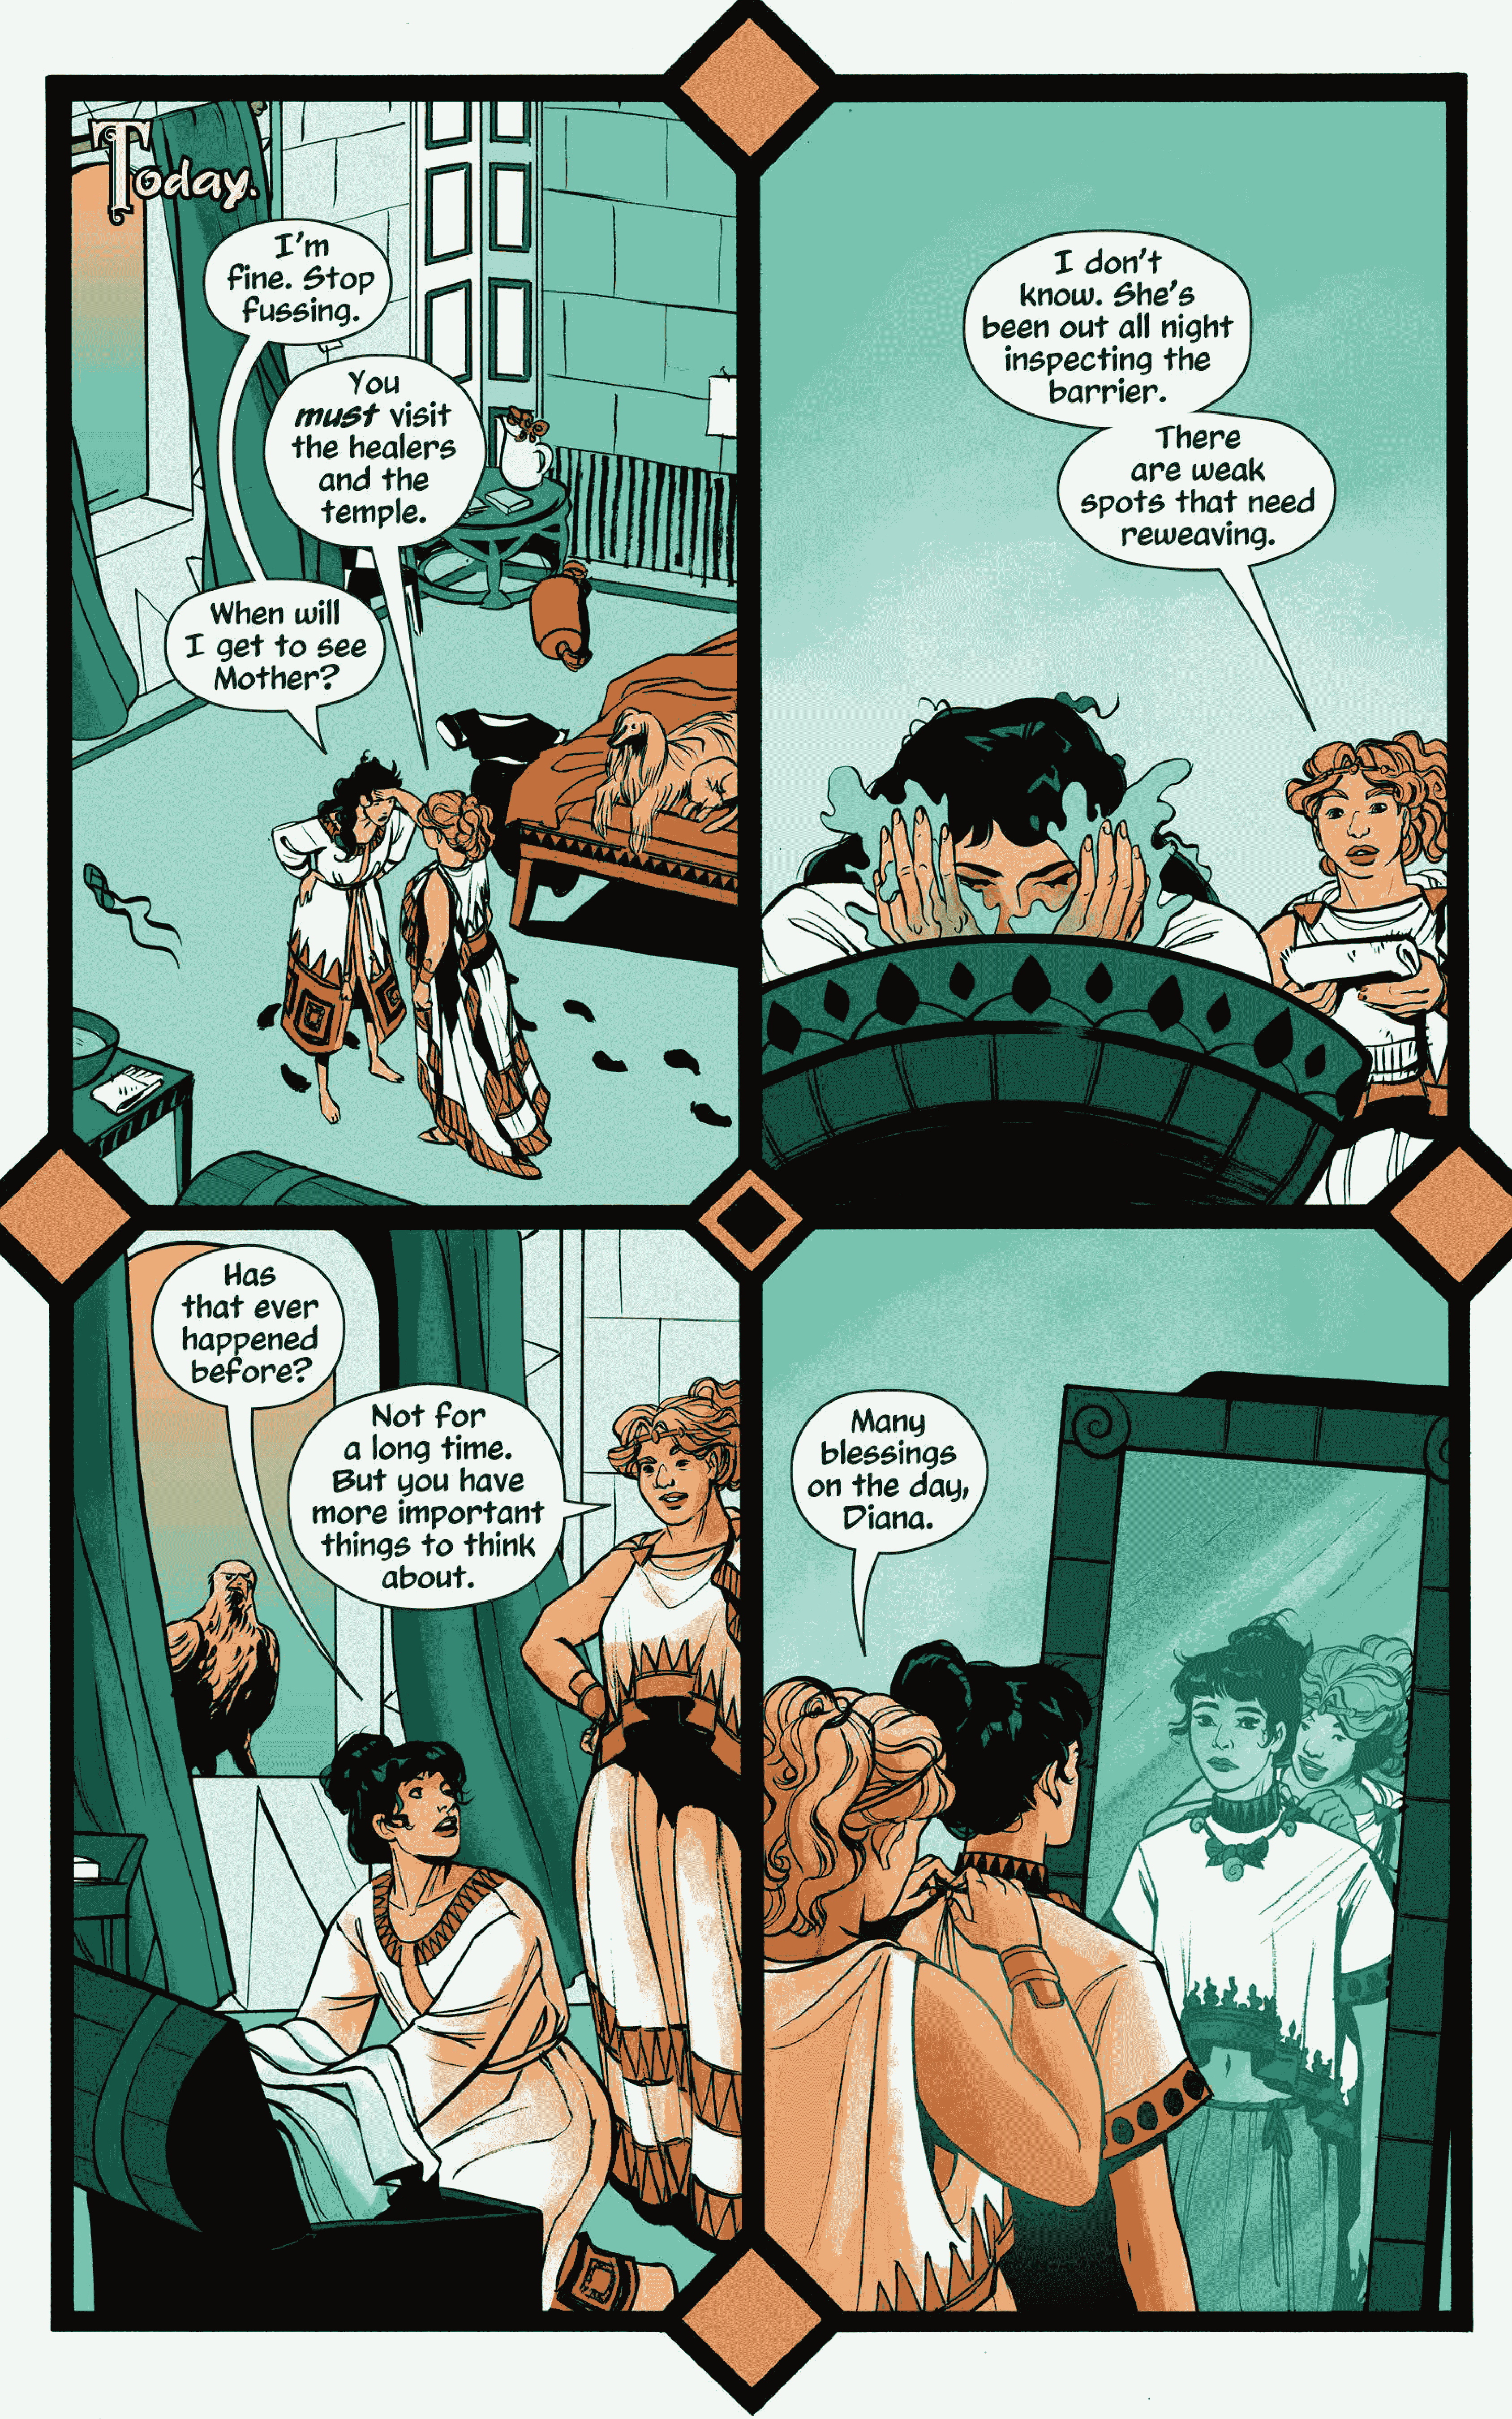 Today.
I'm
fine. Stop
fussing.
You
must visit
the healers
and the
temple.
When will
I get to see
Mother?
I don't
know. She's
been out all night
inspecting the
barrier.
There
are weak
spots that need
reweaving.
Has
that ever
happened
before?
Not for
a long time.
But you have
more important
things to think
about.
Many
blessings
on the day,
Diana.